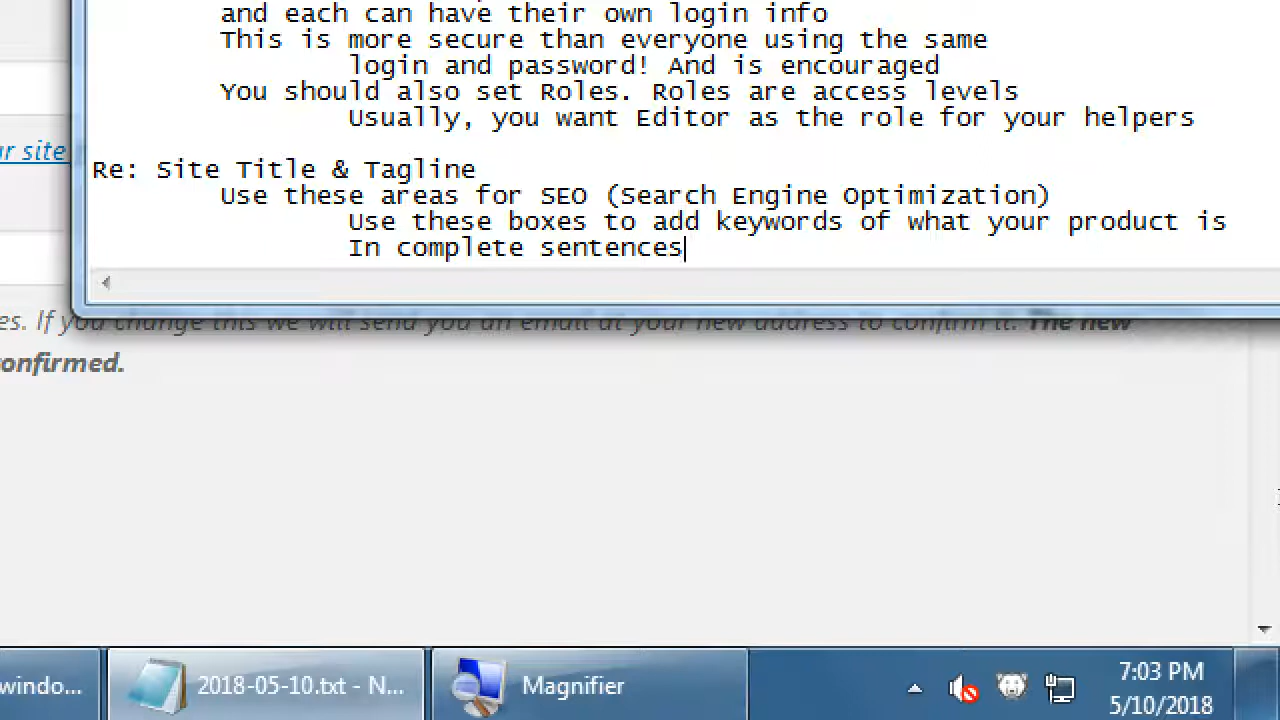 and each can have their own login info
This is more secure than everyone using the same
login and password! And is encouraged
You should also set Roles. Roles are access levels
Usually, you want Editor as the role for your helpers
ur site
Re: Site Title & Tagline
Use these areas for SEO (Search Engine Optimization)
Use these boxes to add keywords of what your product is
In complete sentences
es. If you change this we will send you an email at your new address to confirm it. The new
confirmed.
windo...
2018-05-10.txt - N...
Magnifier
7:03 PM
5/10/2018